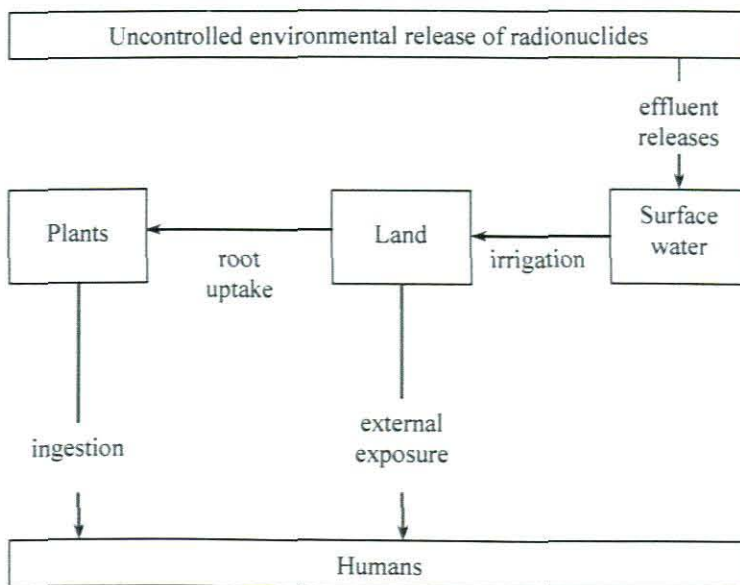 Uncontrolled environmental release of radionuclides
effluent
releases
Plants
Land
Surface
water
root
uptake
irrigation
ingestion
external
exposure
Humans